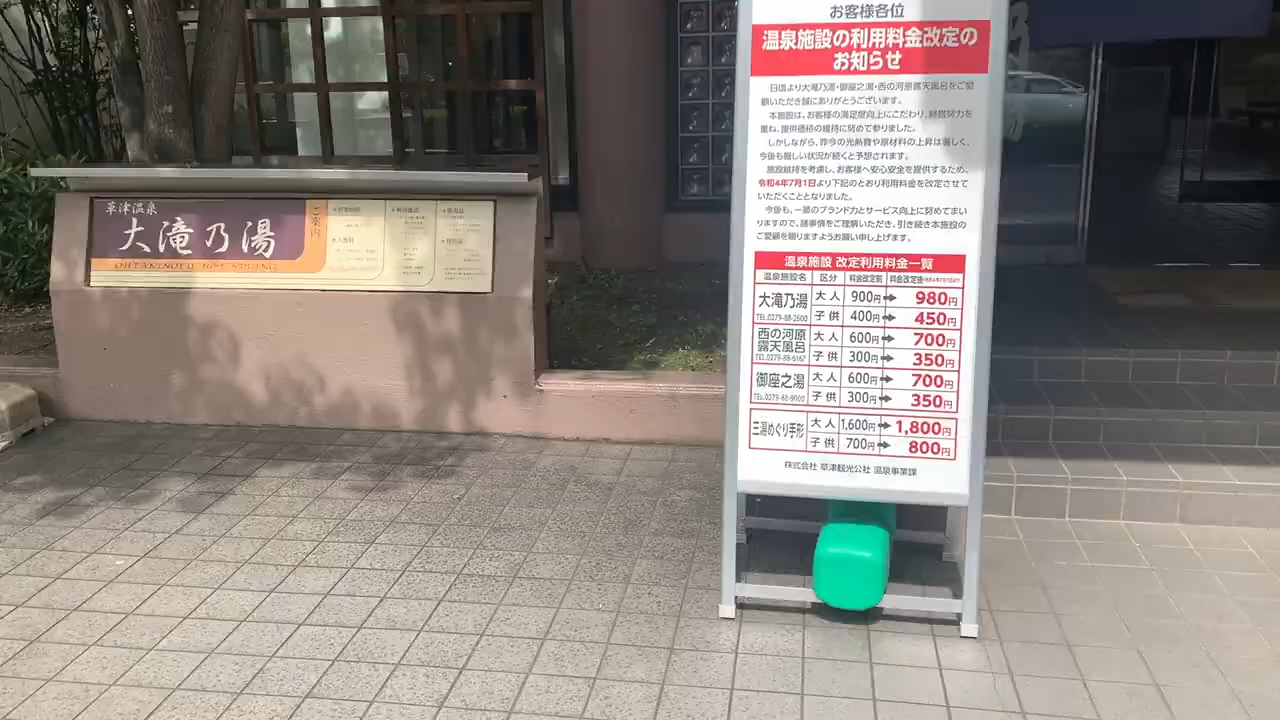 草津温泉
大滝乃湯
ご案内
OHTAKINOYU HOT SPRING
お客様各位
温泉施設の利用料金改定の
お知らせ
日頃より大滝乃湯・御座之湯・西の河原露天風呂をご愛
顧いただき誠にありがとうございます。
本施設は、お客様の満足度向上にこだわり、経営努力を
重ね、提供価格の維持に努めて参りました。
しかしながら、昨今の光熱費や原材料の上昇は著しく、
今後も厳しい状況が続くと予想されます。
施設維持を考慮し、お客様へ安心安全を提供するため、
令和4年7月1日より下記のとおり利用料金を改定させて
いただくこととなりました。
今後も、一層のブランド力とサービス向上に努めてまい
りますので、諸事情をご理解いただき、引き続き本施設の
ご愛顧を賜りますようお願い申し上げます。
温泉施設 改定利用料金一覧
温泉施設名 区分 料金改定前 料金改定後
大滝乃湯 大人 900円 ➡ 980円
TEL.0279-88-2600 子供 400円 ➡ 450円
西の河原 大人 600円 ➡ 700円
露天風呂
TEL.0279-88-6167 子供 300円 ➡ 350円
御座之湯 大人 600円 ➡ 700円
TEL.0279-88-9000 子供 300円 ➡ 350円
三湯めぐり手形 大人 1,600円 ➡ 1,800円
子供 700円 ➡ 800円
株式会社 草津観光公社 温泉事業課